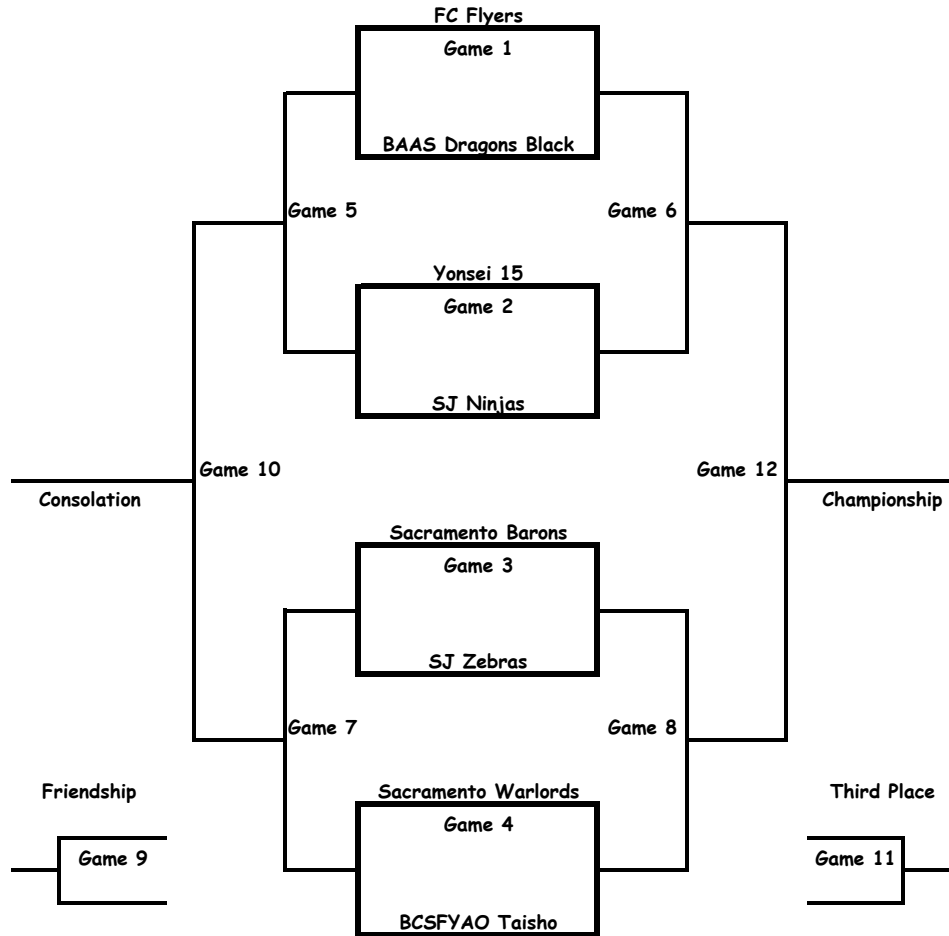 FC Flyers
Game 1
BAAS Dragons Black
Game 5
Game 6
Yonsei 15
Game 2
SJ Ninjas
Game 10
Game 12
Consolation
Championship
Sacramento Barons
Game 3
SJ Zebras
Game 7
Game 8
Friendship
Sacramento Warlords
Third Place
Game 4
Game 9
Game 11
BCSFYAO Taisho